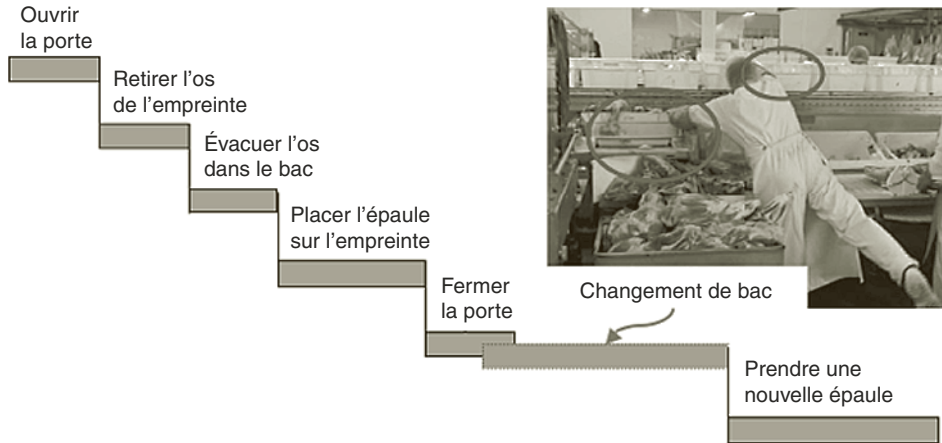 Ouvrir
la porte
Retirer l’os
de l’empreinte
Évacuer l’os
dans le bac
Placer l’épaule
sur l’empreinte
Fermer
la porte
Changement de bac
Prendre une
nouvelle épaule